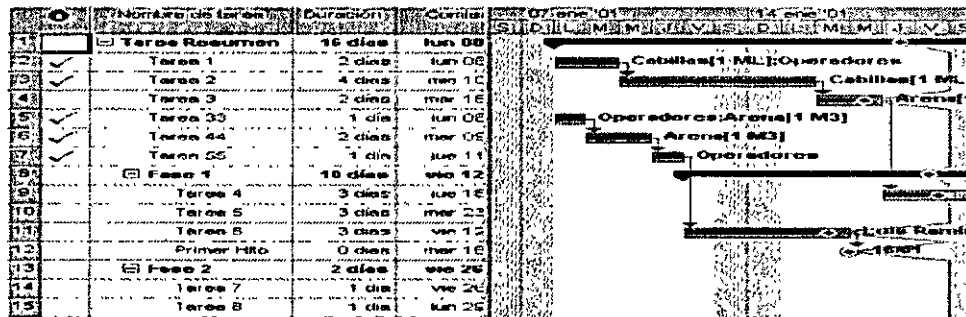 Nombre de tarea Duración Comien 07 ene '01 14 ene '01
S D L M M J V S D L M M J V S
1 Tarea Resumen 16 días lun 08
2 Tarea 1 2 días lun 08 Cabillas[1 ML];Operadores
3 Tarea 2 4 días mié 10 Cabillas[1 ML
4 Tarea 3 2 días mar 16 Arena[1
5 Tarea 33 1 día lun 08 Operadores;Arena[1 M3]
6 Tarea 44 2 días mar 09 Arena[1 M3]
7 Tarea 55 1 día jue 11 Operadores
8 Fase 1 10 días vie 12
9 Tarea 4 3 días jue 18
10 Tarea 5 3 días mar 23
11 Tarea 6 3 días vie 12 Luis Ramír
12 Primer Hito 0 días mar 16 16/01
13 Fase 2 2 días vie 26
14 Tarea 7 1 día vie 26
15 Tarea 8 1 día lun 29